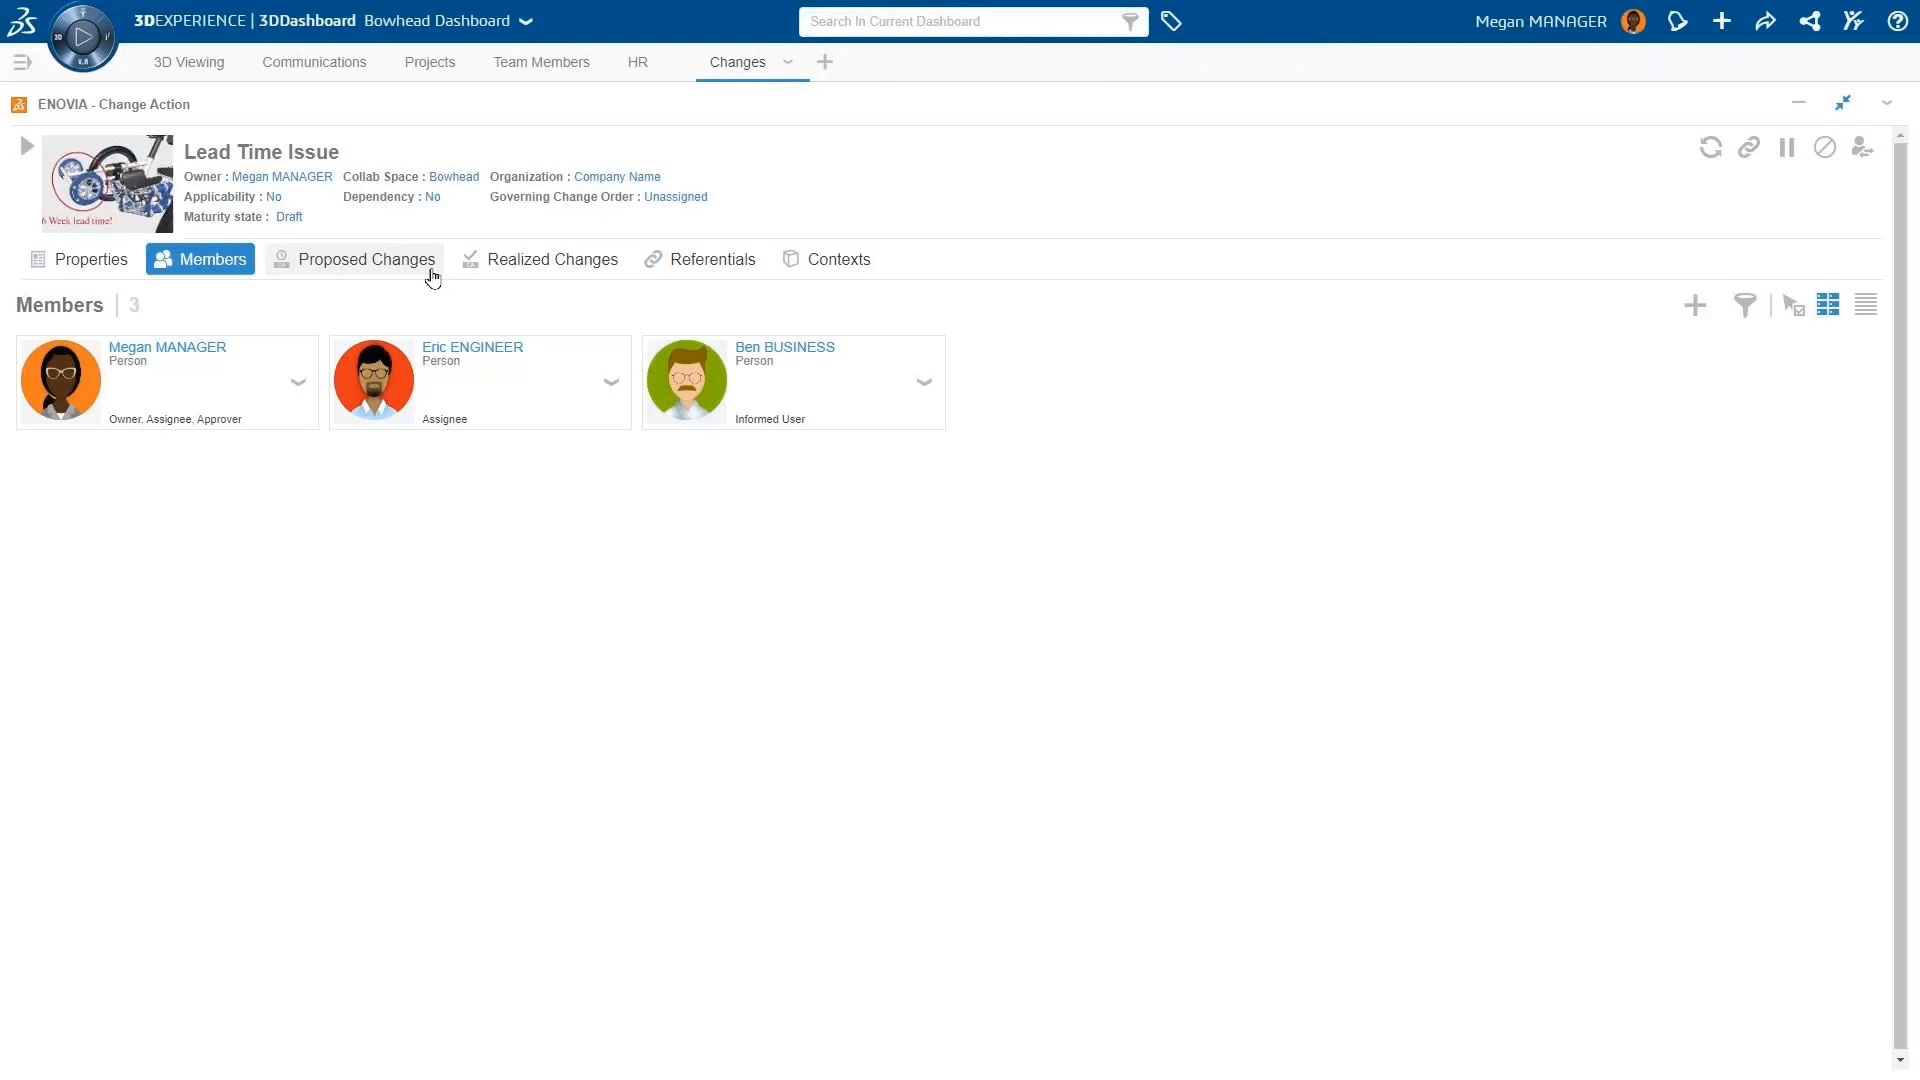 3DEXPERIENCE | 3DDashboard Bowhead Dashboard
Search In Current Dashboard
Megan MANAGER
3D
V.R
3D Viewing
Communications
Projects
Team Members
HR
Changes
ENOVIA - Change Action
6 Week lead time!
Lead Time Issue
Owner : Megan MANAGER Collab Space : Bowhead Organization : Company Name
Applicability : No Dependency : No Governing Change Order : Unassigned
Maturity state : Draft
Properties
Members
Proposed Changes
Realized Changes
Referentials
Contexts
Members 3
Megan MANAGER
Person
Owner, Assignee, Approver
Eric ENGINEER
Person
Assignee
Ben BUSINESS
Person
Informed User